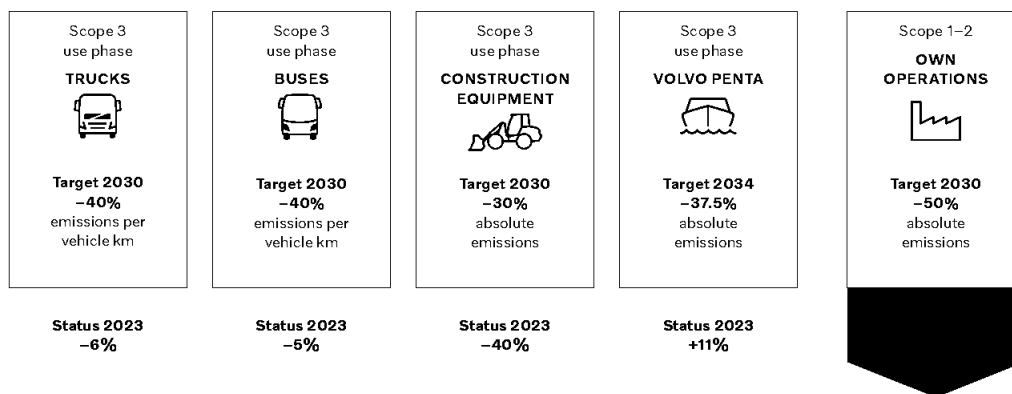 Scope 3
use phase
TRUCKS
Target 2030
–40%
emissions per
vehicle km
Status 2023
–6%
Scope 3
use phase
BUSES
Target 2030
–40%
emissions per
vehicle km
Status 2023
–5%
Scope 3
use phase
CONSTRUCTION
EQUIPMENT
Target 2030
–30%
absolute
emissions
Status 2023
–40%
Scope 3
use phase
VOLVO PENTA
Target 2034
–37.5%
absolute
emissions
Status 2023
+11%
Scope 1–2
OWN
OPERATIONS
Target 2030
–50%
absolute
emissions